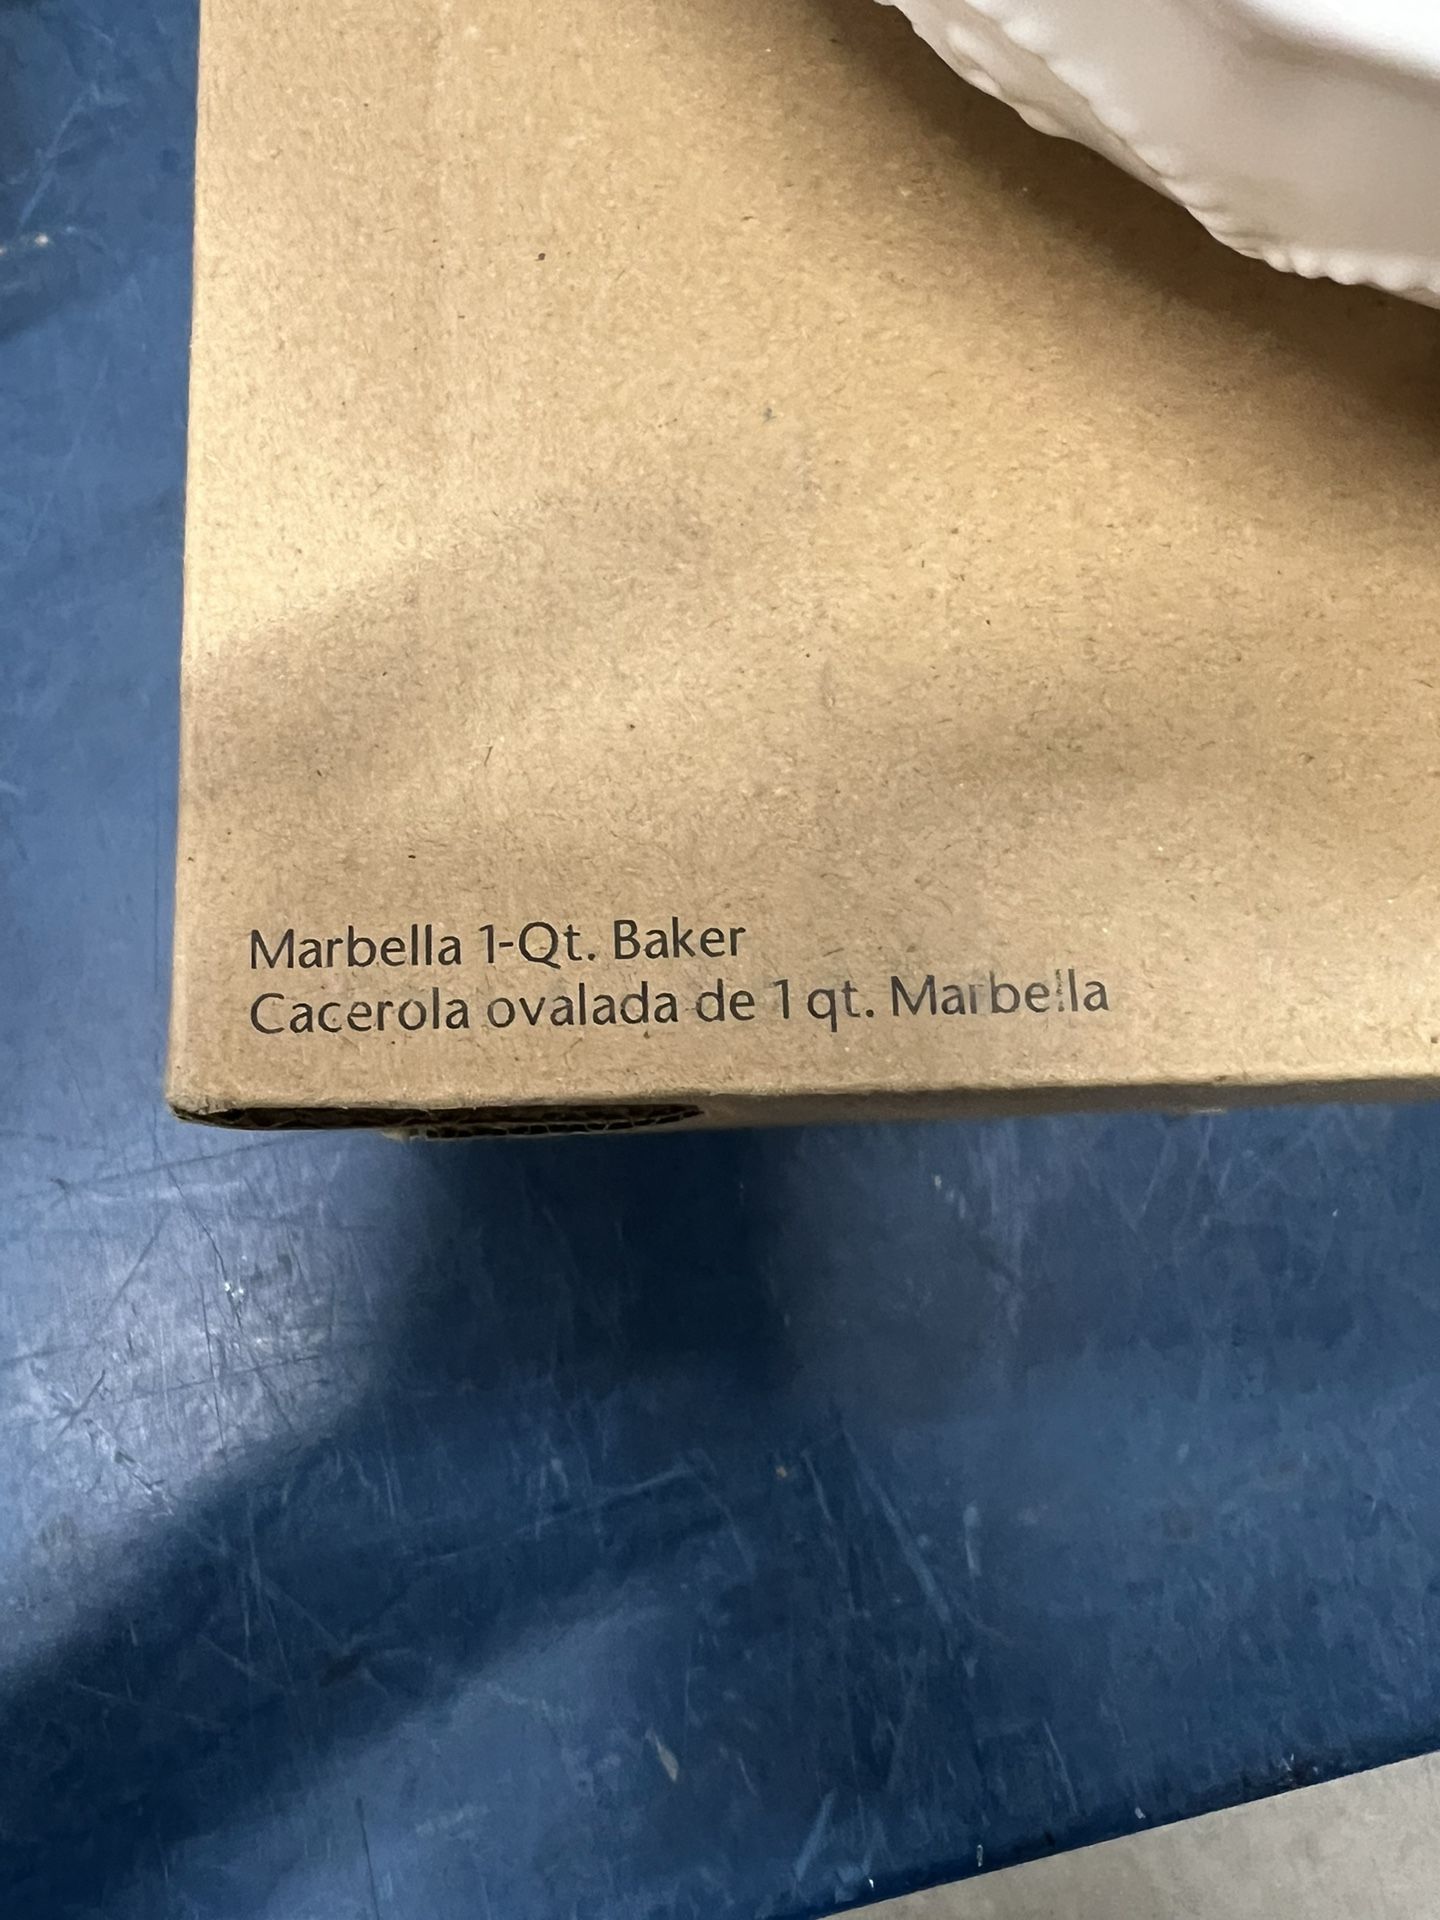 Marbella 1-Qt. Baker
Cacerola ovalada de 1 qt. Marbella